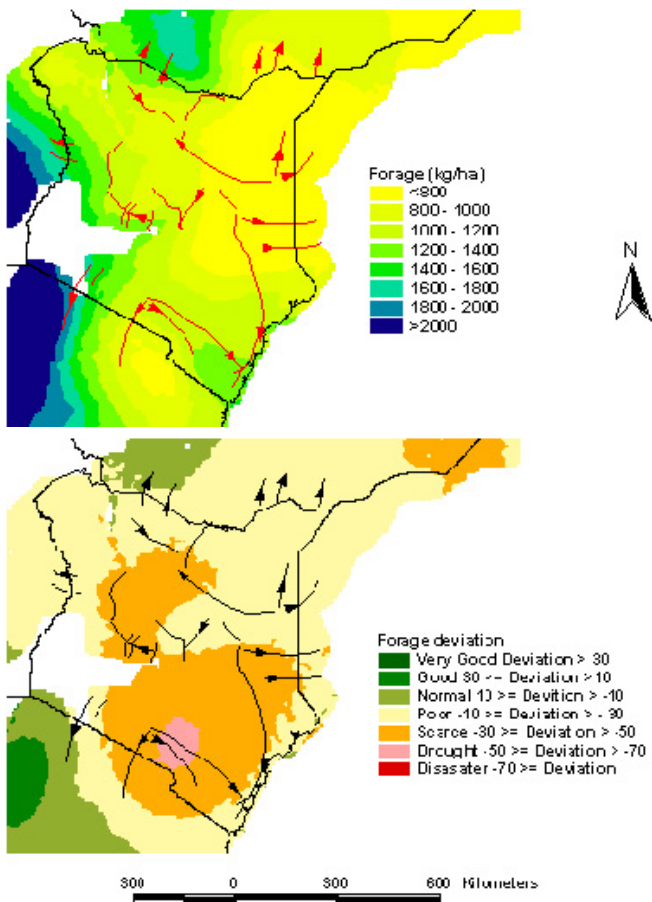 Forage (kg/ha)
<800
800 - 1000
1000 - 1200
1200 - 1400
1400 - 1600
1600 - 1800
1800 - 2000
>2000
N
Forage deviation
Very Good Deviation > 30
Good 30 <= Deviation > 10
Normal 10 >= Devition > -10
Poor -10 >= Deviation > -30
Scarce -30 >= Deviation > -50
Drought -50 >= Deviation > -70
Disasater -70 >= Deviation
300 0 300 600 Kilometers